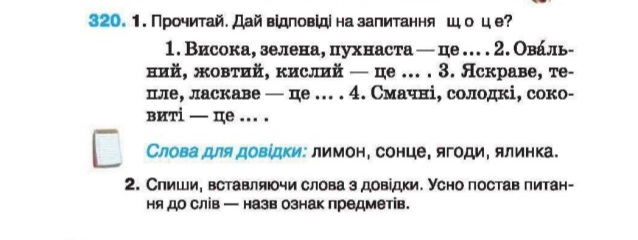 320. 1. Прочитай. Дай відповіді на запитання що це?
1. Висока, зелена, пухнаста — це ... . 2. Ова́ль-
ний, жовтий, кислий — це ... . 3. Яскраве, те-
пле, ласкаве — це ... . 4. Смачні, солодкі, соко-
виті — це ... .
Слова для довідки: лимон, сонце, ягоди, ялинка.
2. Спиши, вставляючи слова з довідки. Усно постав питан-
ня до слів — назв ознак предметів.